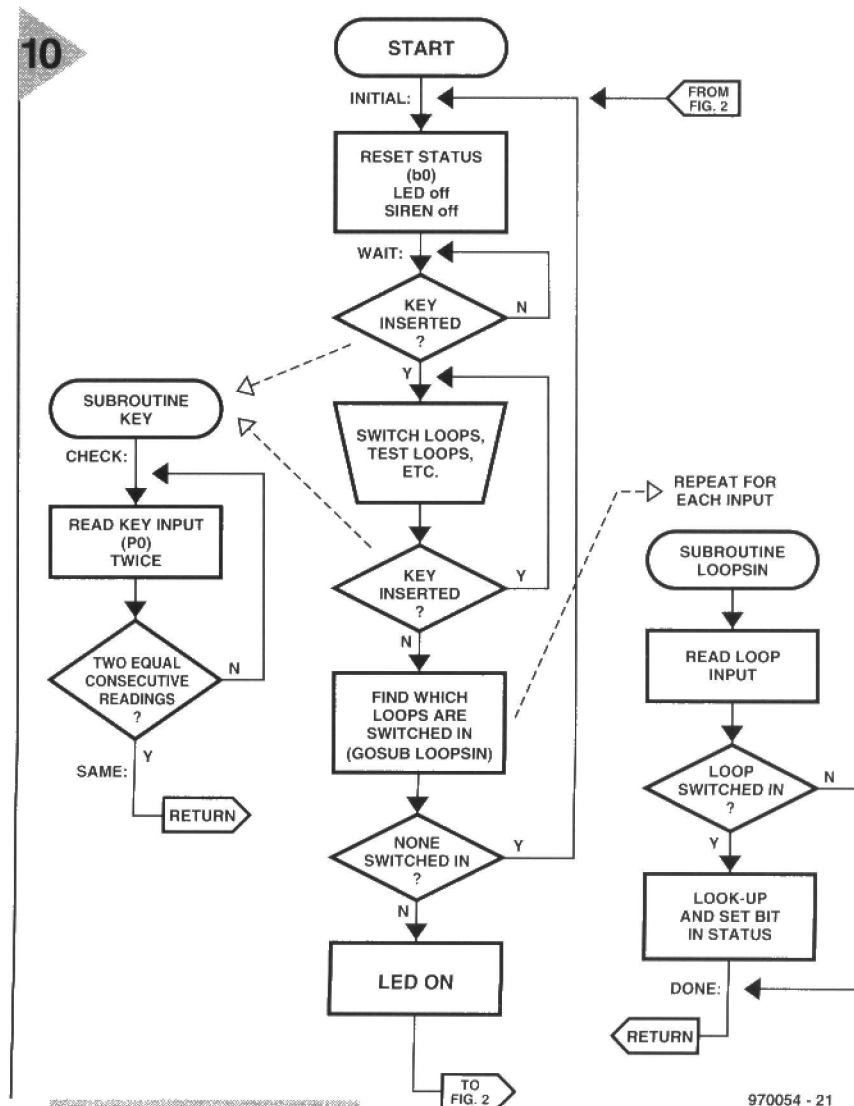 10
START
INITIAL:
FROM
FIG. 2
RESET STATUS
(b0)
LED off
SIREN off
WAIT:
KEY
INSERTED
?
N
Y
SWITCH LOOPS,
TEST LOOPS,
ETC.
KEY
INSERTED
?
Y
N
FIND WHICH
LOOPS ARE
SWITCHED IN
(GOSUB LOOPSIN)
NONE
SWITCHED IN
?
Y
N
LED ON
TO
FIG. 2
SUBROUTINE
KEY
CHECK:
READ KEY INPUT
(P0)
TWICE
TWO EQUAL
CONSECUTIVE
READINGS
?
N
Y
SAME:
RETURN
REPEAT FOR
EACH INPUT
SUBROUTINE
LOOPSIN
READ LOOP
INPUT
LOOP
SWITCHED IN
?
N
Y
LOOK-UP
AND SET BIT
IN STATUS
DONE:
RETURN
970054 - 21